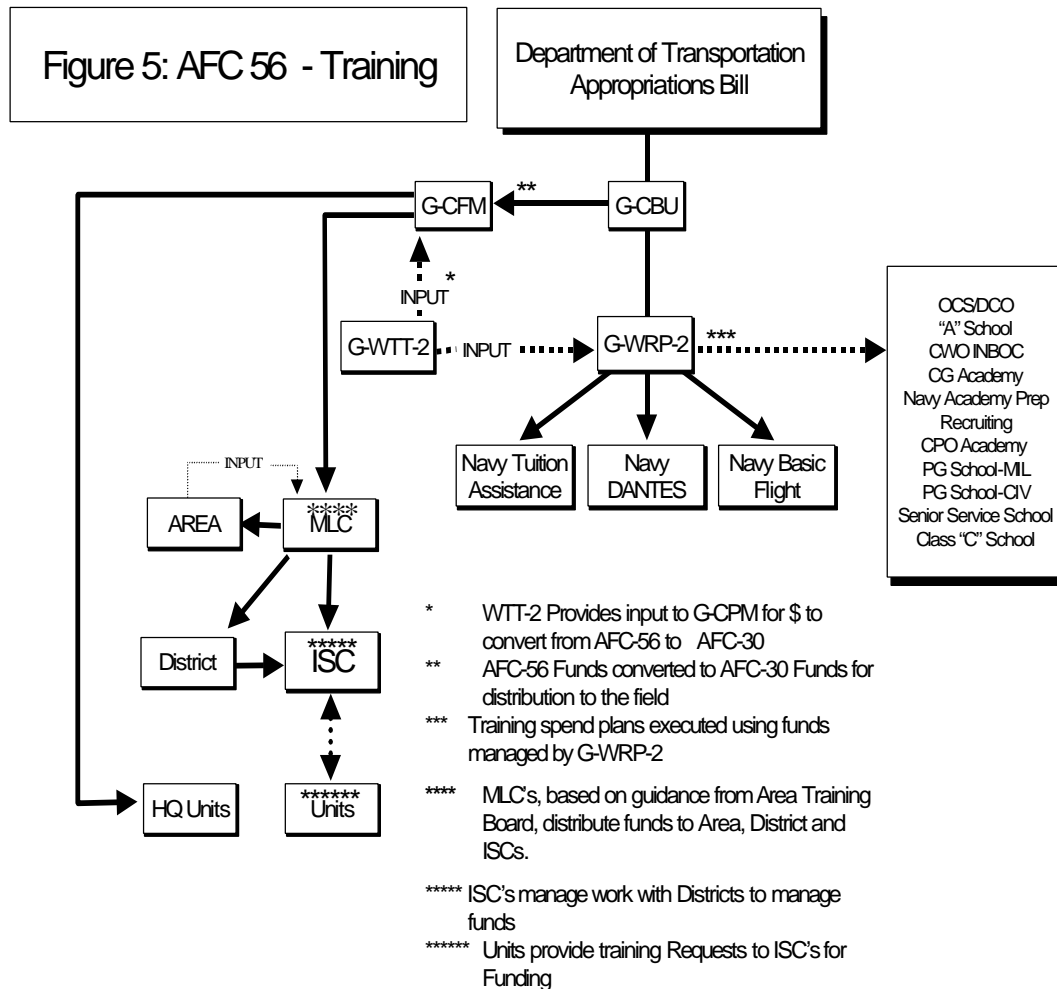 Figure 5: AFC 56 - Training
Department of Transportation
Appropriations Bill
G-CFM
**
G-CBU
*
INPUT
G-WTT-2
INPUT
G-WRP-2
***
OCS/DCO
“A” School
CWO INBOC
CG Academy
Navy Academy Prep
Recruiting
CPO Academy
PG School-MIL
PG School-CIV
Senior Service School
Class “C” School
Navy Tuition
Assistance
Navy
DANTES
Navy Basic
Flight
INPUT
AREA
****
MLC
District
*****
ISC
HQ Units
******
Units
* WTT-2 Provides input to G-CPM for $ to
convert from AFC-56 to AFC-30
** AFC-56 Funds converted to AFC-30 Funds for
distribution to the field
*** Training spend plans executed using funds
managed by G-WRP-2
**** MLC's, based on guidance from Area Training
Board, distribute funds to Area, District and
ISCs.
***** ISC's manage work with Districts to manage
funds
****** Units provide training Requests to ISC's for
Funding